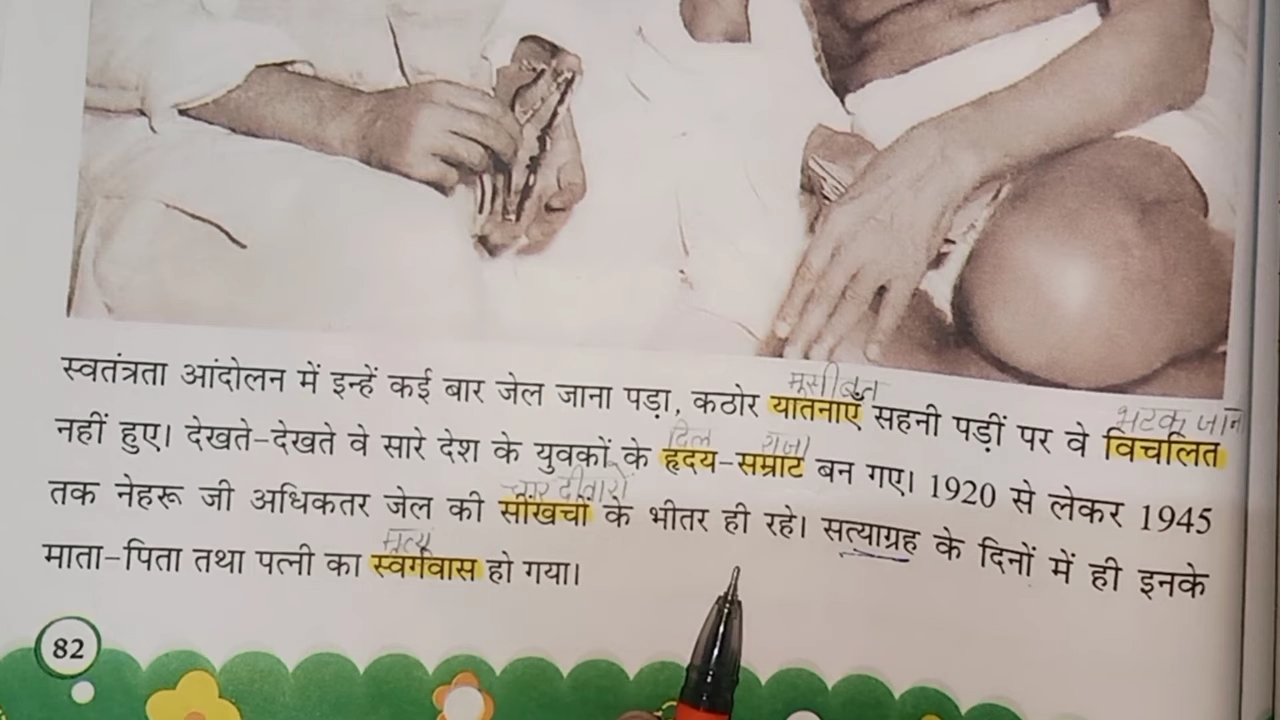 मूसीबत
स्वतंत्रता आंदोलन में इन्हें कई बार जेल जाना पड़ा, कठोर यातनाएँ सहनी पड़ीं पर वे विचलित
भटक जाना
नहीं हुए। देखते-देखते वे सारे देश के युवकों के हृदय-सम्राट बन गए। 1920 से लेकर 1945
दिल राजा
तक नेहरू जी अधिकतर जेल की सींखचों के भीतर ही रहे। सत्याग्रह के दिनों में ही इनके
चार दीवारों
माता-पिता तथा पत्नी का स्वर्गवास हो गया।
मृत्यु
82